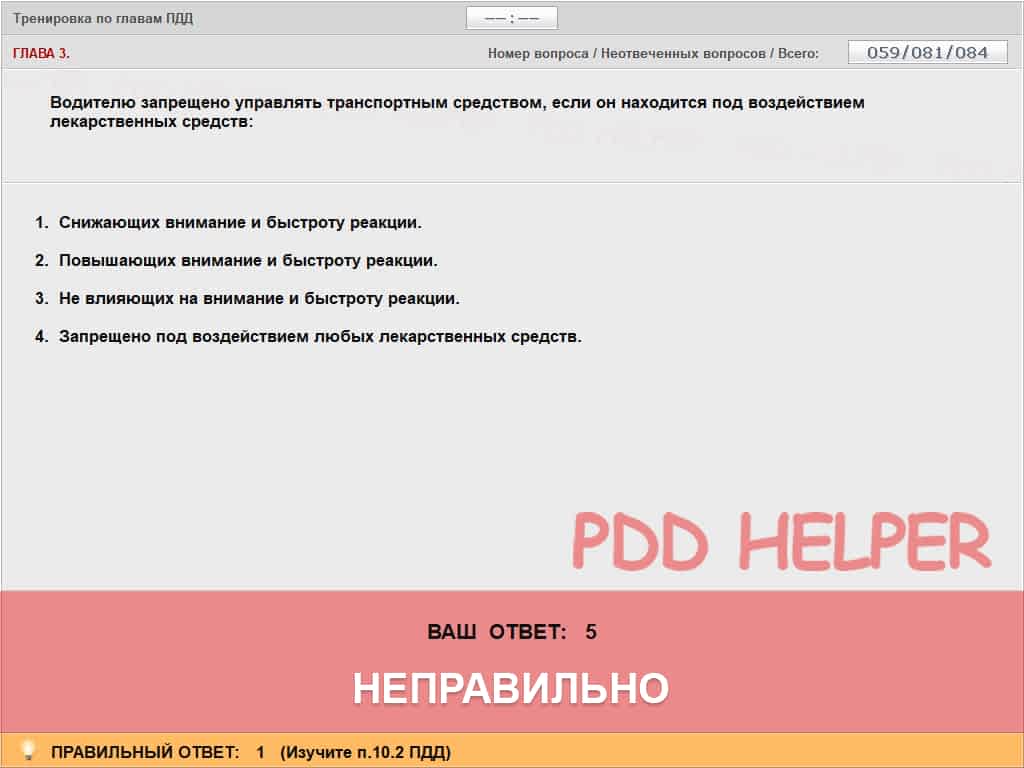 Тренировка по главам ПДД
—— : ——
ГЛАВА 3.
Номер вопроса / Неотвеченных вопросов / Всего:
059/081/084
Водителю запрещено управлять транспортным средством, если он находится под воздействием
лекарственных средств:
1. Снижающих внимание и быстроту реакции.
2. Повышающих внимание и быстроту реакции.
3. Не влияющих на внимание и быстроту реакции.
4. Запрещено под воздействием любых лекарственных средств.
PDD HELPER
ВАШ ОТВЕТ: 5
НЕПРАВИЛЬНО
ПРАВИЛЬНЫЙ ОТВЕТ: 1 (Изучите п.10.2 ПДД)